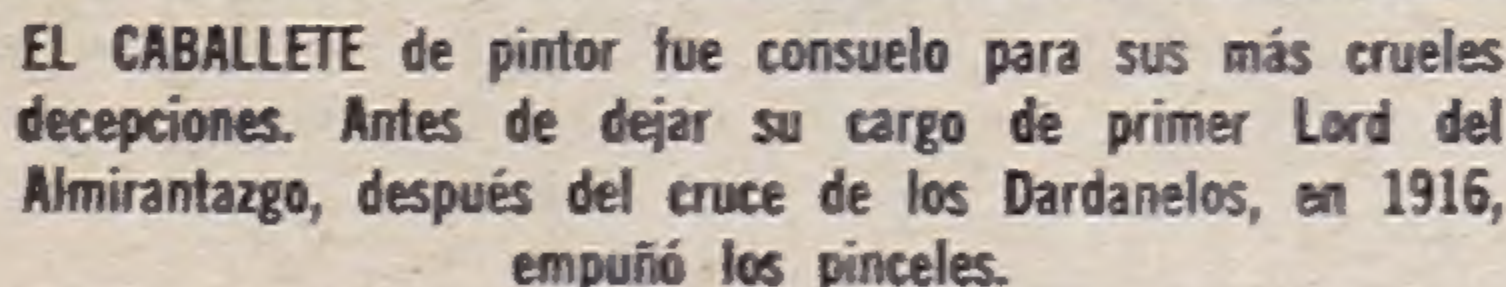 EL CABALLETE de pintor fue consuelo para sus más crueles
decepciones. Antes de dejar su cargo de primer Lord del
Almirantazgo, después del cruce de los Dardanelos, en 1916,
empuñó los pinceles.